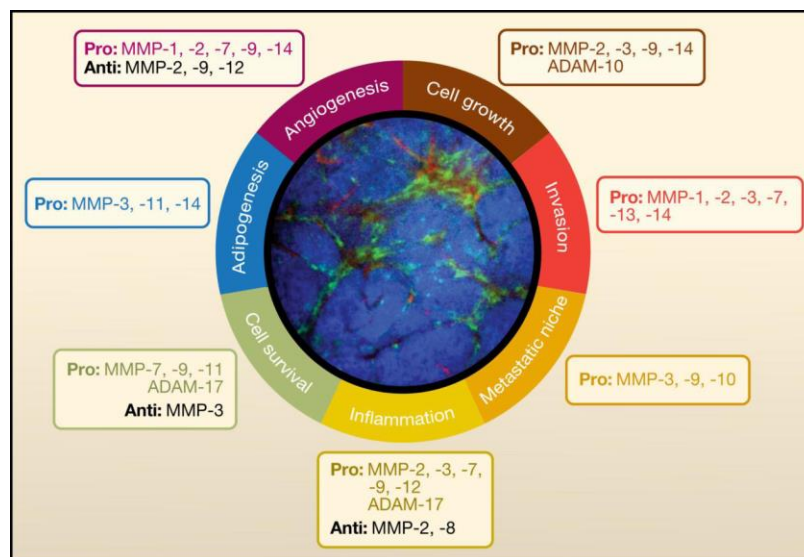 Pro: MMP-1, -2, -7, -9, -14
Anti: MMP-2, -9, -12
Pro: MMP-2, -3, -9, -14
ADAM-10
Angiogenesis
Cell growth
Pro: MMP-3, -11, -14
Adipogenesis
Invasion
Pro: MMP-1, -2, -3, -7,
-13, -14
Pro: MMP-7, -9, -11
ADAM-17
Anti: MMP-3
Cell survival
Inflammation
Metastatic niche
Pro: MMP-3, -9, -10
Pro: MMP-2, -3, -7,
-9, -12
ADAM-17
Anti: MMP-2, -8